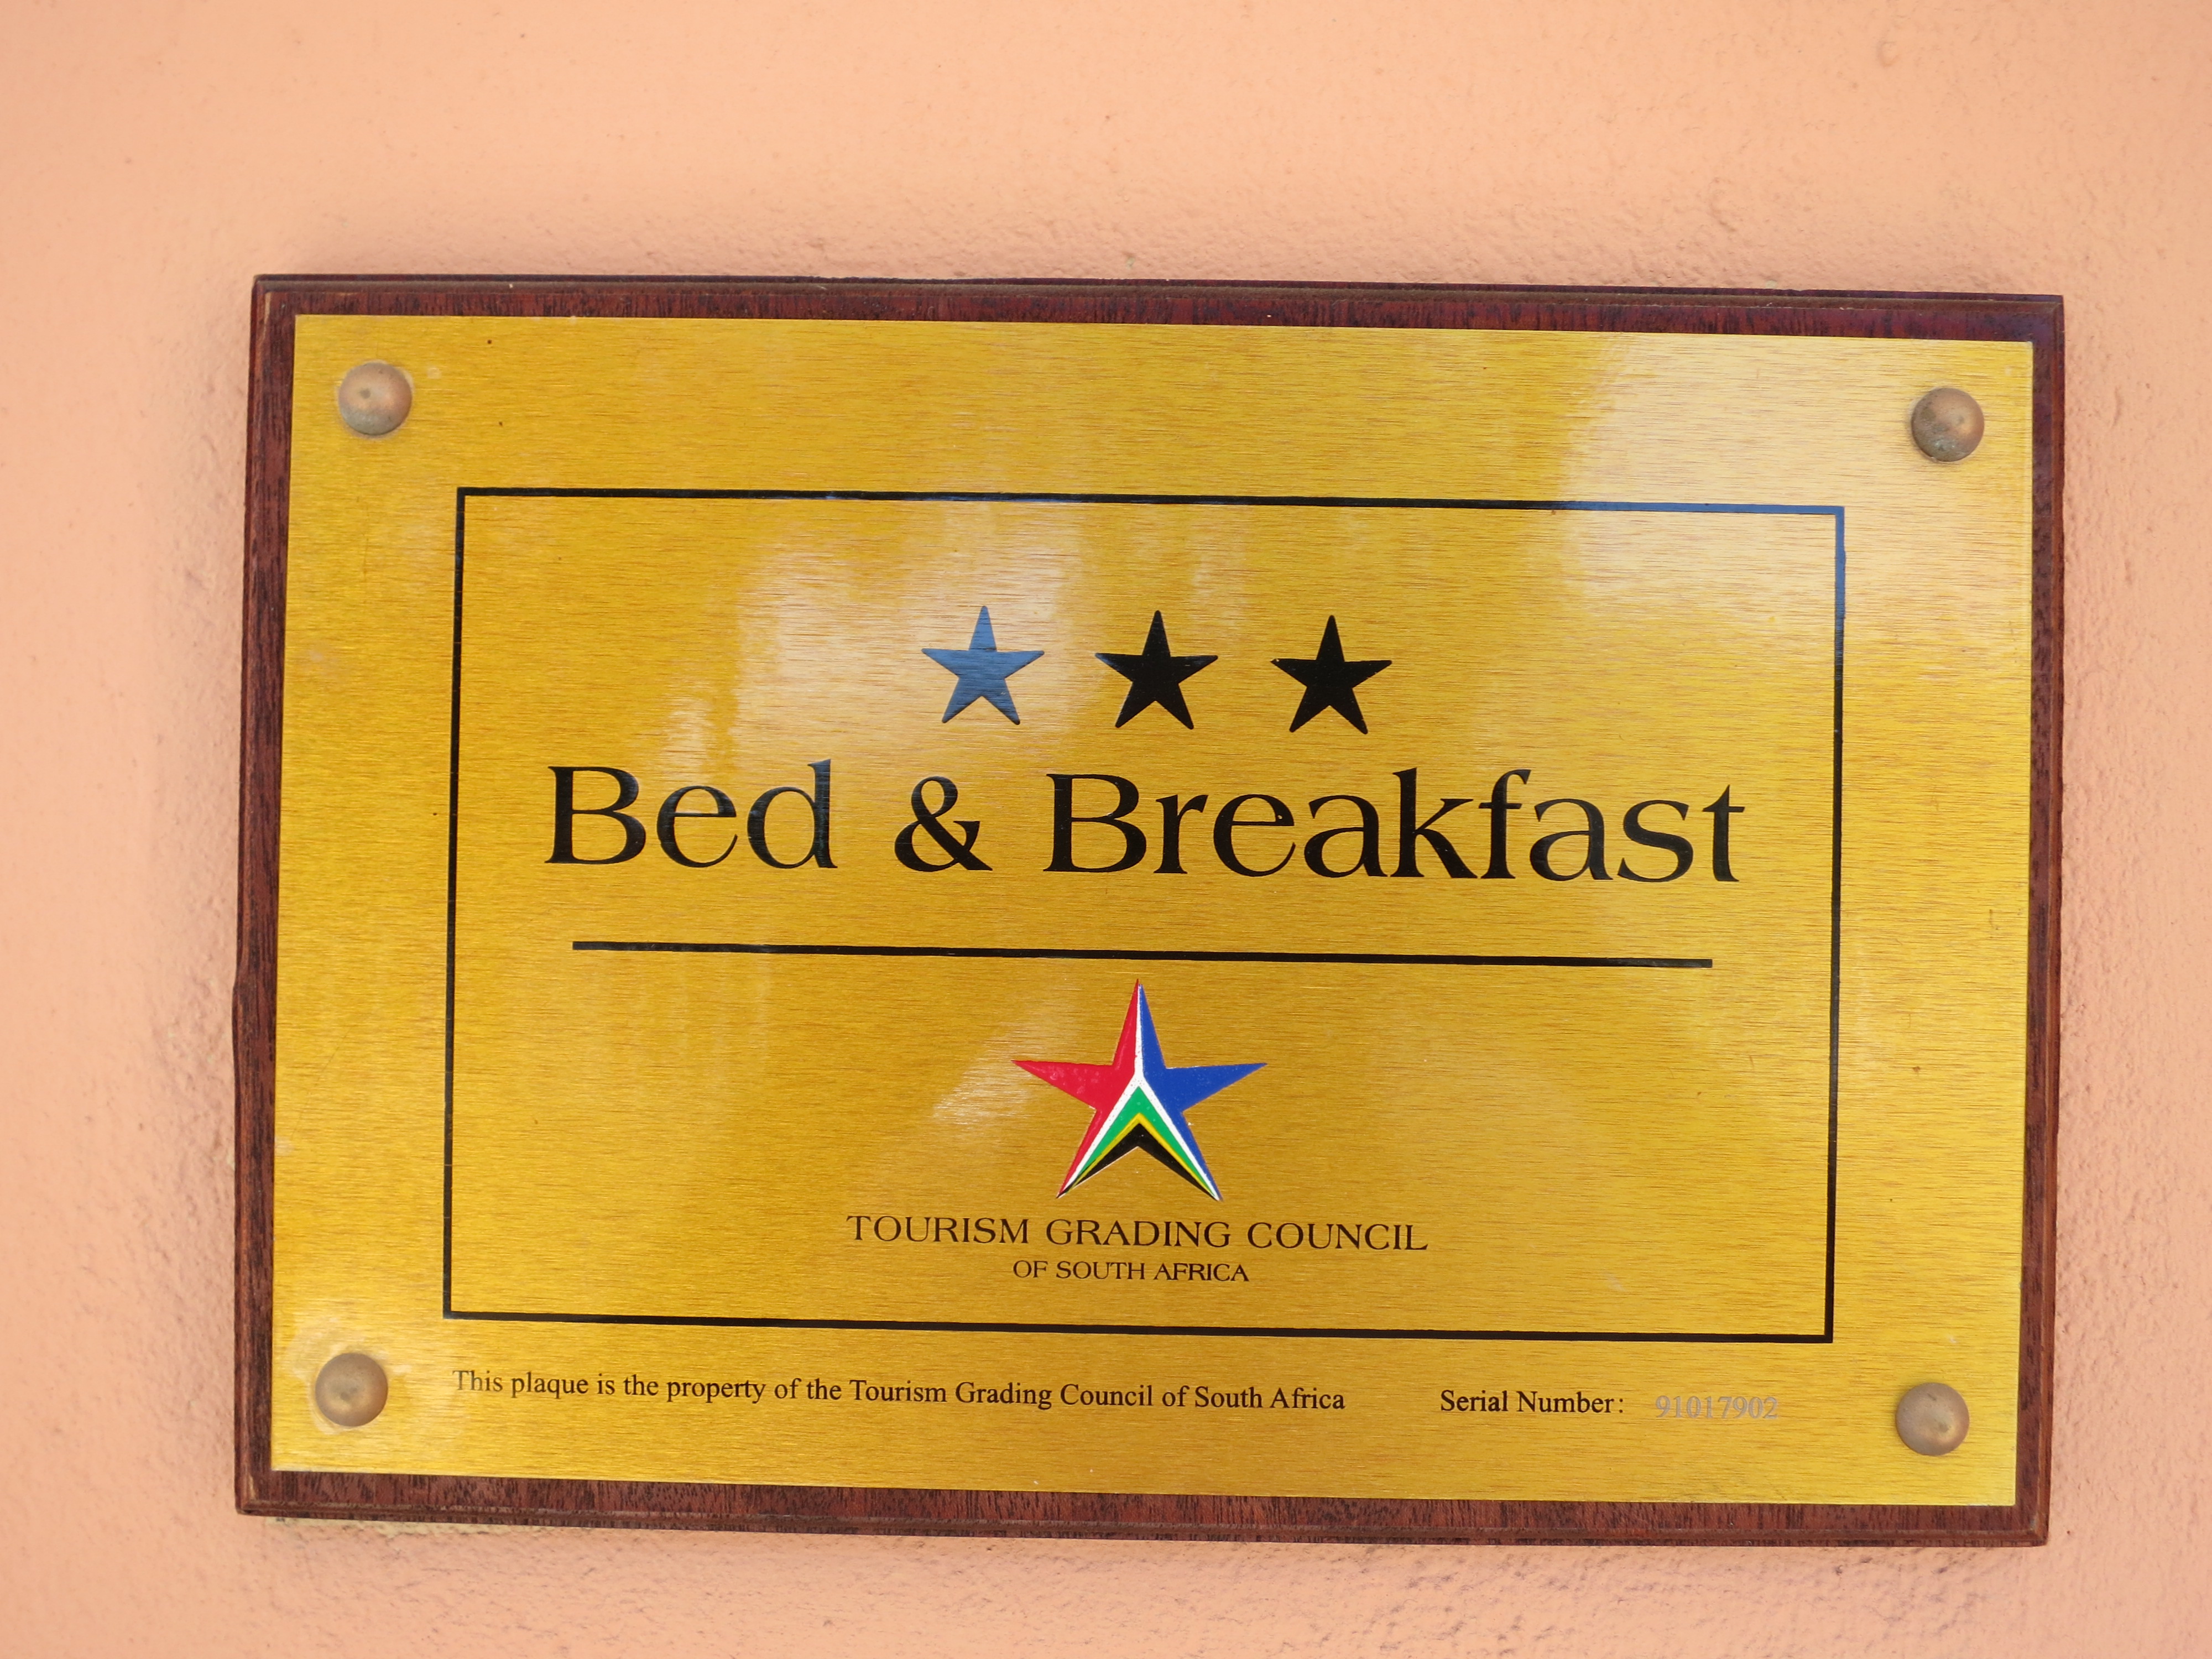 Bed & Breakfast
TOURISM GRADING COUNCIL
OF SOUTH AFRICA
This plaque is the property of the Tourism Grading Council of South Africa Serial Number: 91017902